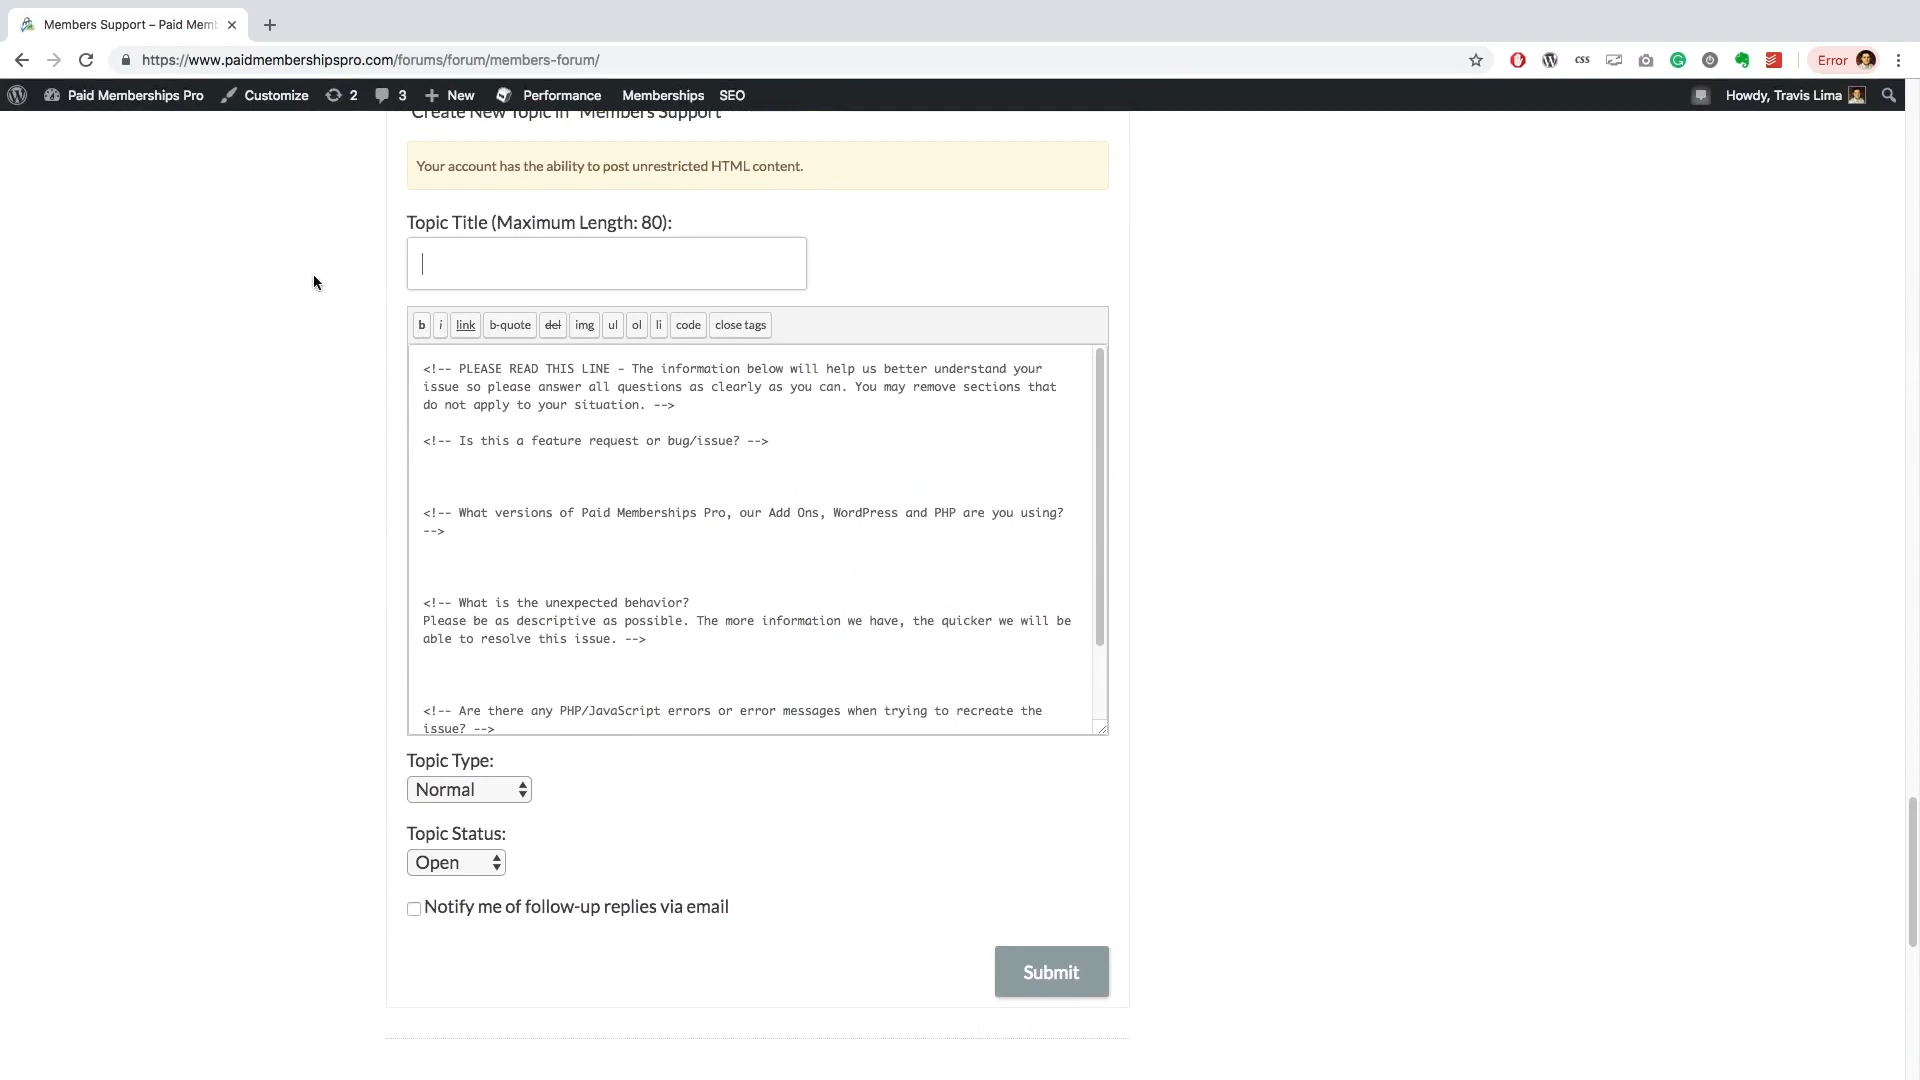 Members Support – Paid Mem
https://www.paidmembershipspro.com/forums/forum/members-forum/
css
Error
Paid Memberships Pro
Customize
2
3
New
Performance
Memberships
SEO
Howdy, Travis Lima
Create New Topic in "Members Support"
Your account has the ability to post unrestricted HTML content.
Topic Title (Maximum Length: 80):
b
i
link
b-quote
del
img
ul
ol
li
code
close tags
<!-- PLEASE READ THIS LINE - The information below will help us better understand your
issue so please answer all questions as clearly as you can. You may remove sections that
do not apply to your situation. -->
<!-- Is this a feature request or bug/issue? -->
<!-- What versions of Paid Memberships Pro, our Add Ons, WordPress and PHP are you using?
-->
<!-- What is the unexpected behavior?
Please be as descriptive as possible. The more information we have, the quicker we will be
able to resolve this issue. -->
<!-- Are there any PHP/JavaScript errors or error messages when trying to recreate the
issue? -->
Topic Type:
Normal
Topic Status:
Open
Notify me of follow-up replies via email
Submit